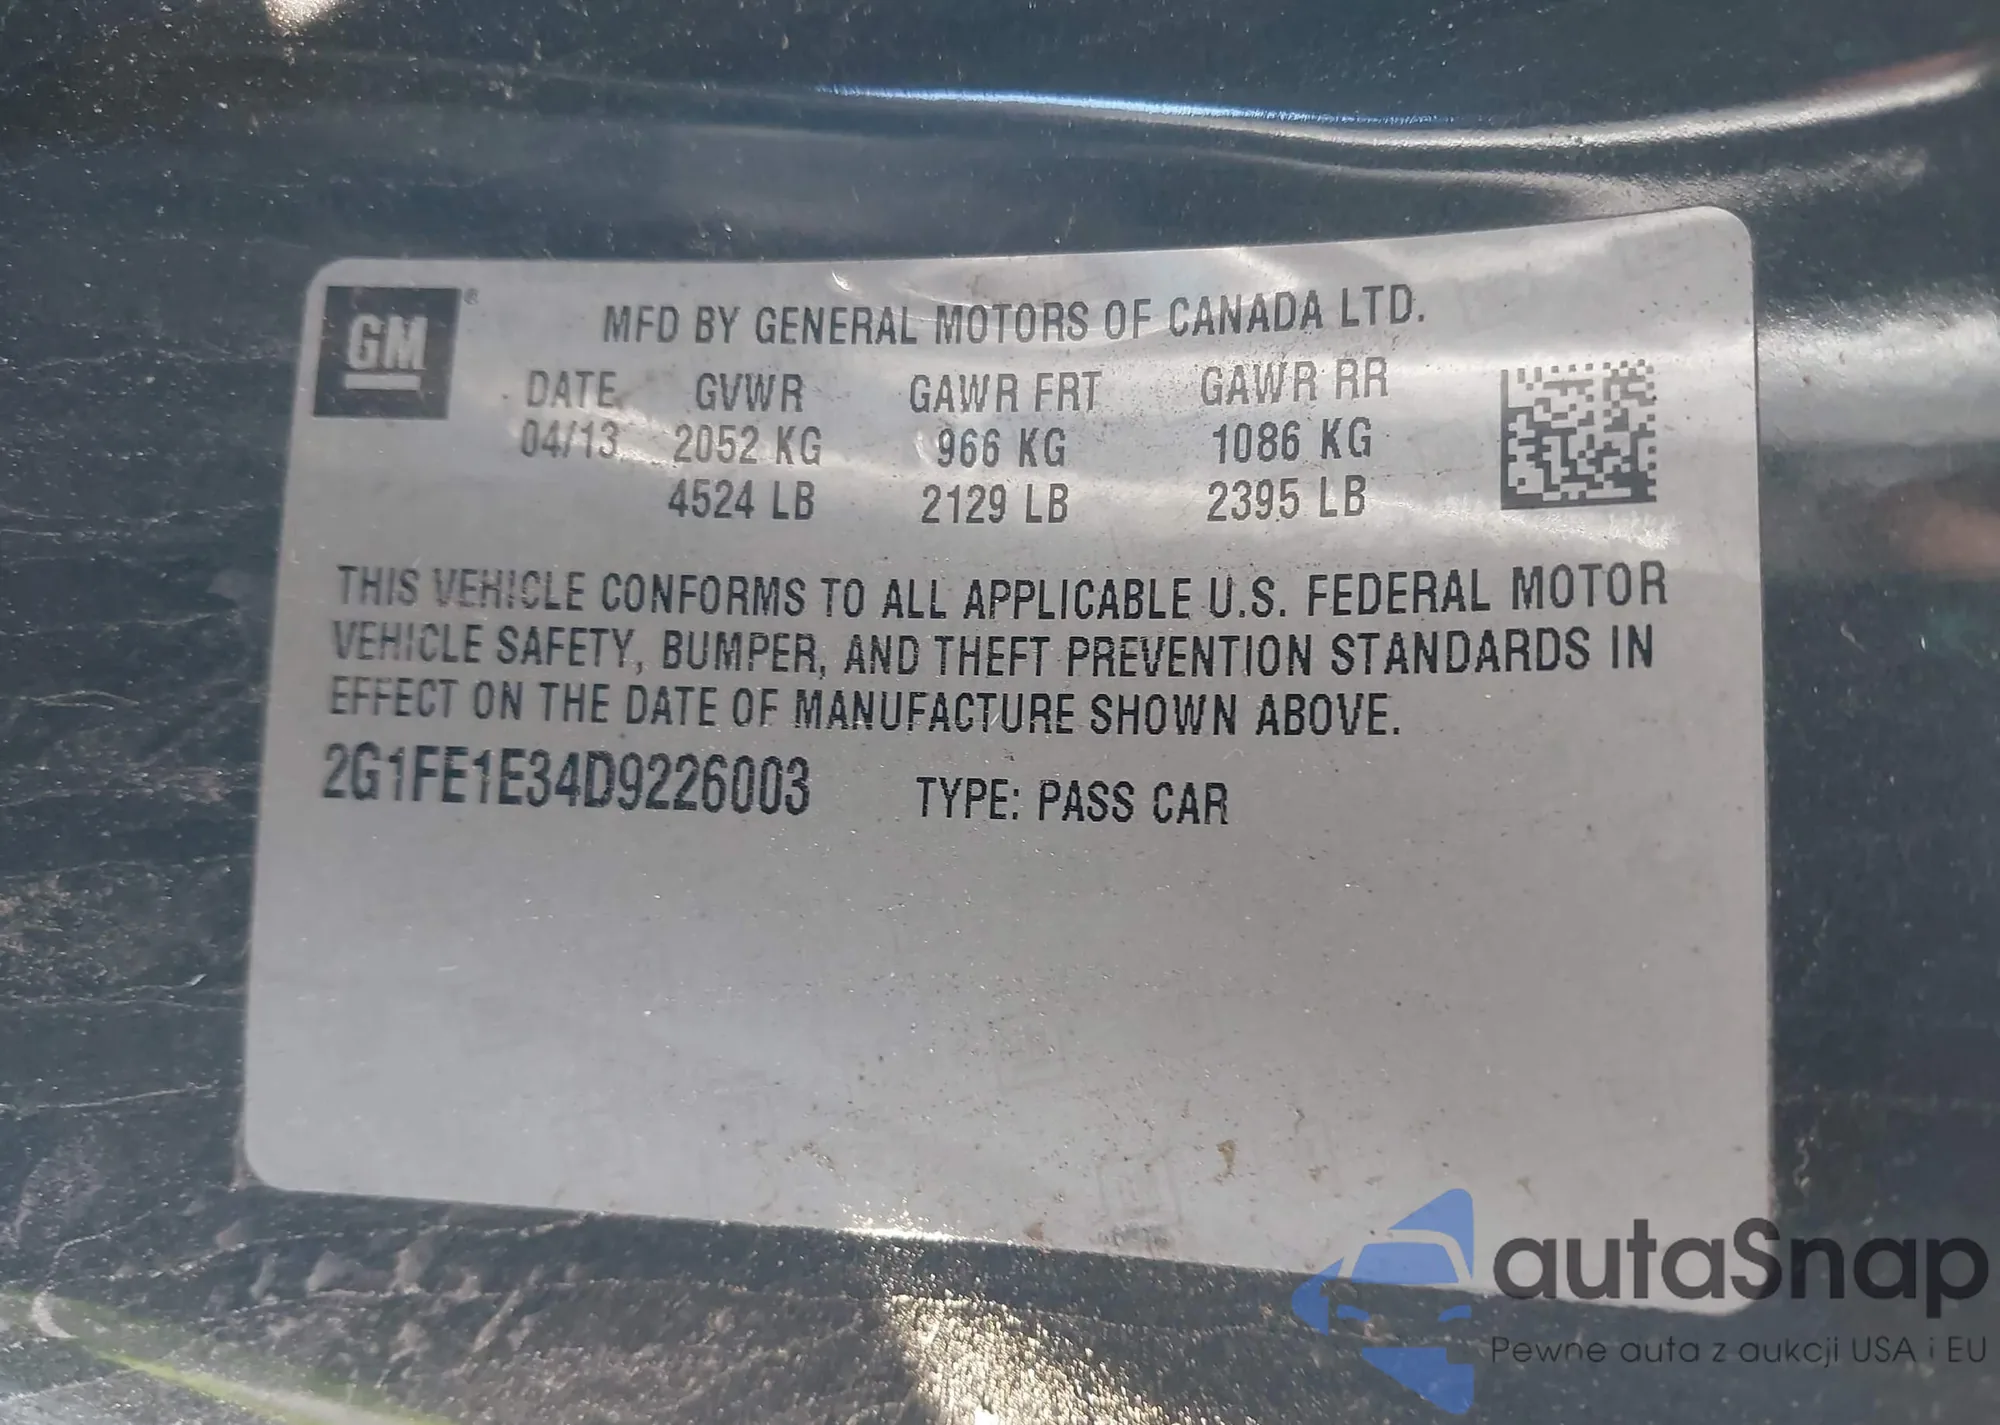 GM ®
MFD BY GENERAL MOTORS OF CANADA LTD.
DATE GVWR GAWR FRT GAWR RR
04/13 2052 KG 966 KG 1086 KG
4524 LB 2129 LB 2395 LB
THIS VEHICLE CONFORMS TO ALL APPLICABLE U.S. FEDERAL MOTOR
VEHICLE SAFETY, BUMPER, AND THEFT PREVENTION STANDARDS IN
EFFECT ON THE DATE OF MANUFACTURE SHOWN ABOVE.
2G1FE1E34D9226003 TYPE: PASS CAR
autaSnap
Pewne auta z aukcji USA i EU